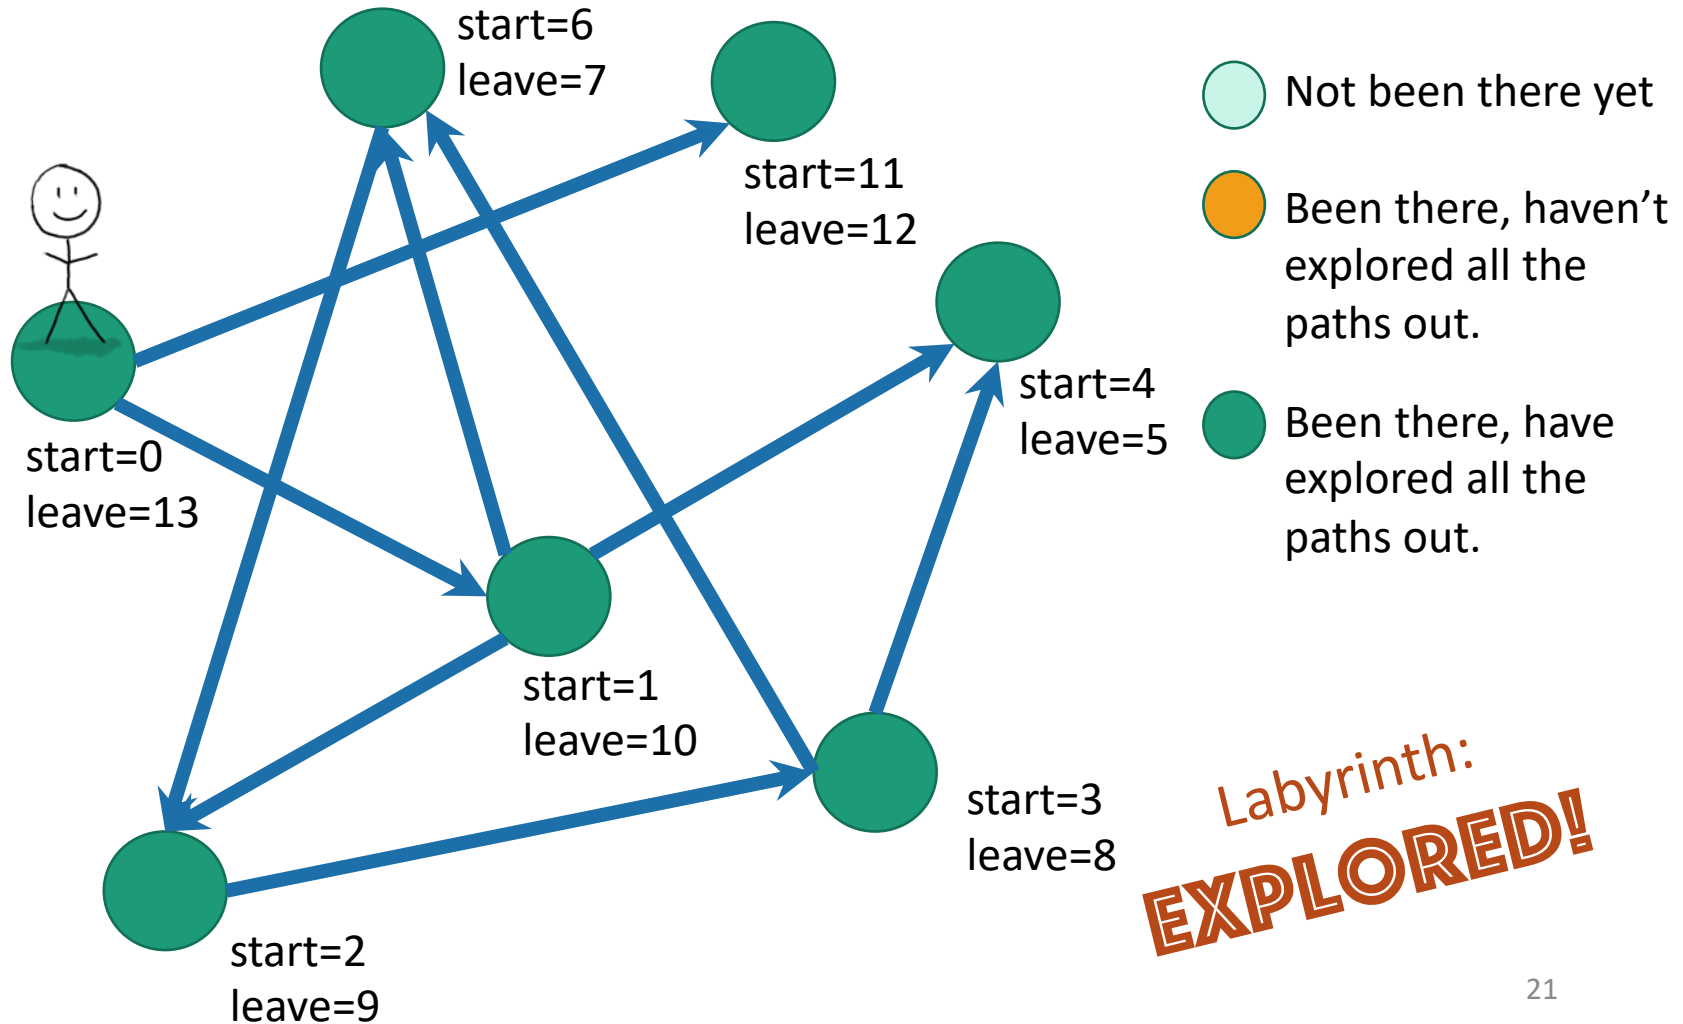 start=6
leave=7
start=11
leave=12
start=0
leave=13
start=4
leave=5
start=1
leave=10
start=3
leave=8
start=2
leave=9
Not been there yet
Been there, haven’t
explored all the
paths out.
Been there, have
explored all the
paths out.
Labyrinth:
EXPLORED!
21